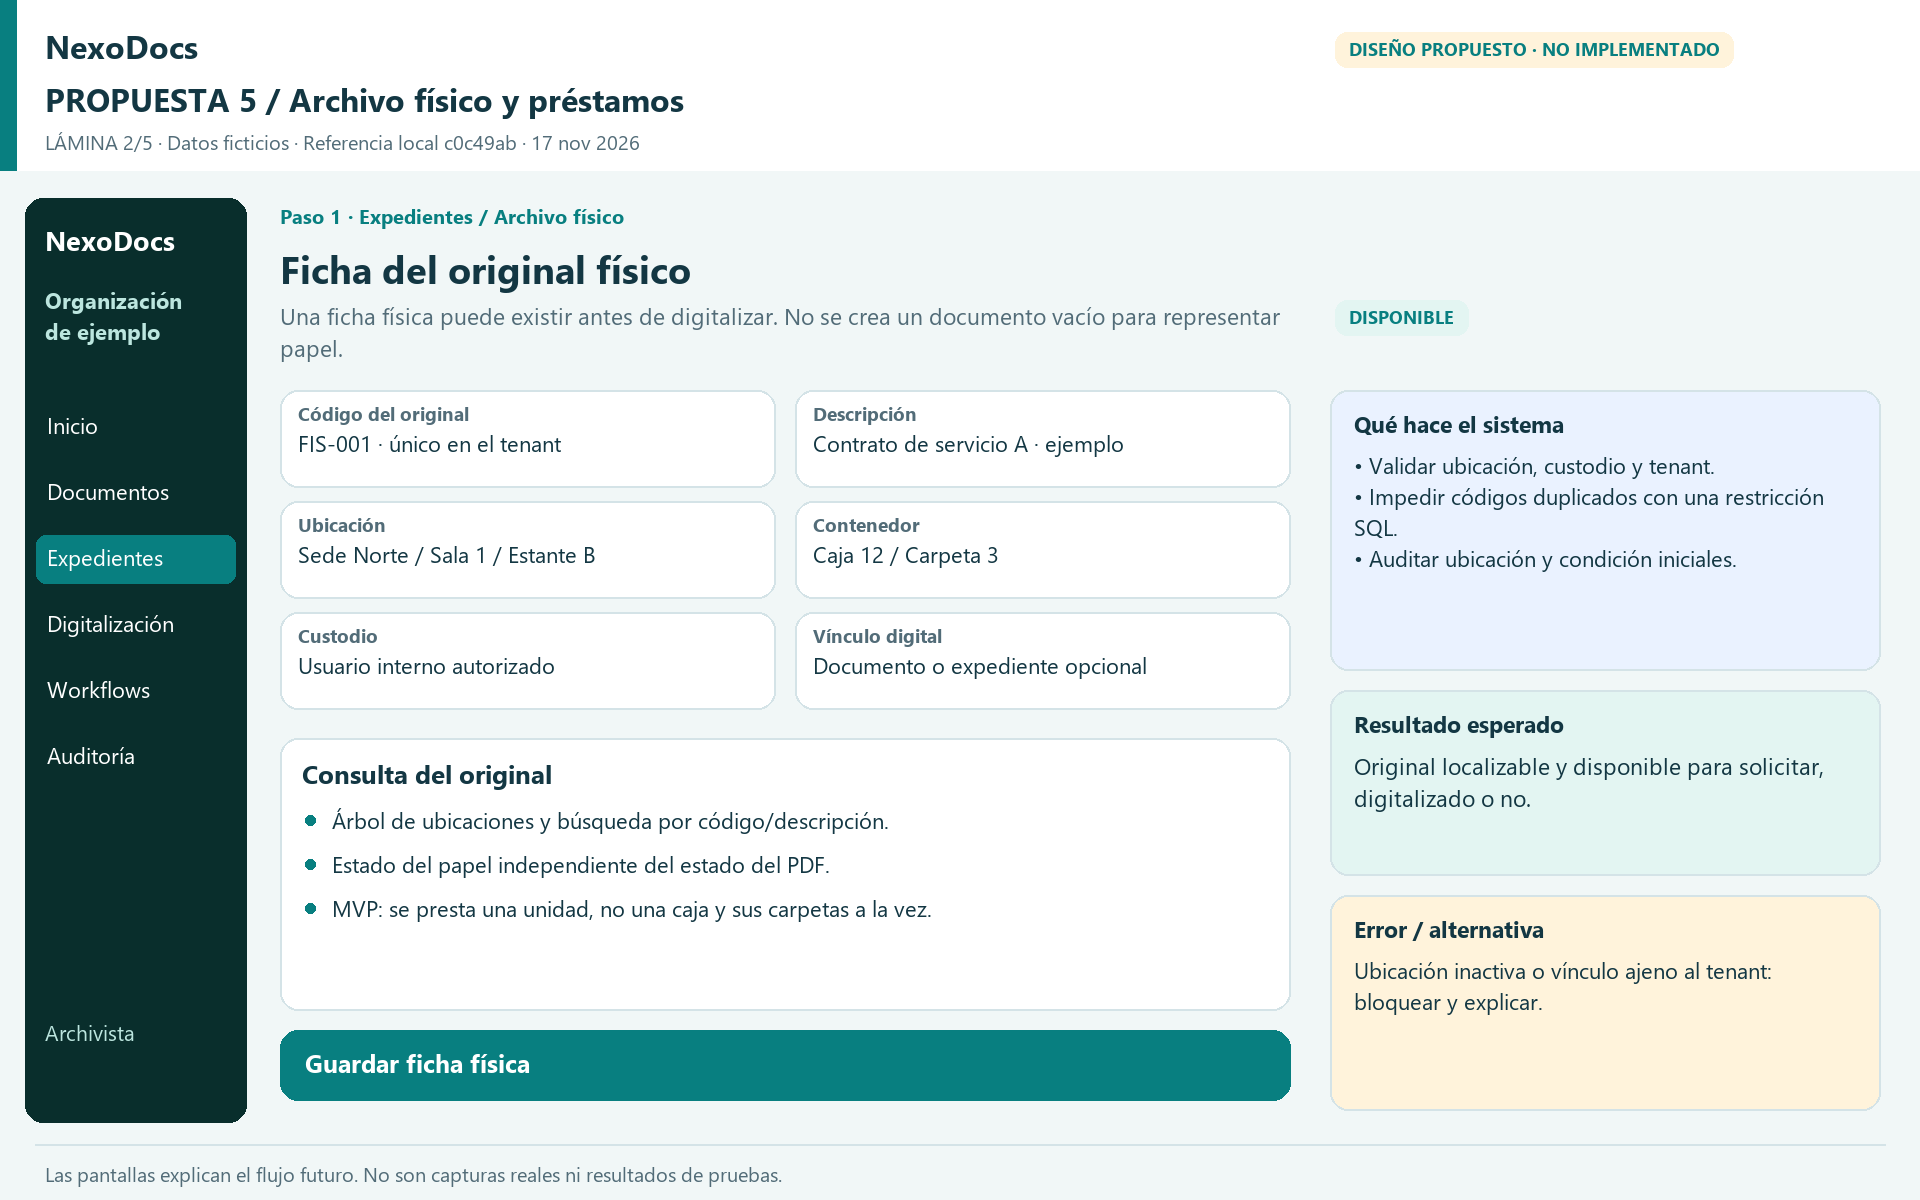 NexoDocs
DISEÑO PROPUESTO · NO IMPLEMENTADO
PROPUESTA 5 / Archivo físico y préstamos
LÁMINA 2/5 · Datos ficticios · Referencia local c0c49ab · 17 nov 2026
NexoDocs
Organización
de ejemplo
Inicio
Documentos
Expedientes
Digitalización
Workflows
Auditoría
Archivista
Paso 1 · Expedientes / Archivo físico
Ficha del original físico
Una ficha física puede existir antes de digitalizar. No se crea un documento vacío para representar
papel.
DISPONIBLE
Código del original
FIS-001 · único en el tenant
Descripción
Contrato de servicio A · ejemplo
Ubicación
Sede Norte / Sala 1 / Estante B
Contenedor
Caja 12 / Carpeta 3
Custodio
Usuario interno autorizado
Vínculo digital
Documento o expediente opcional
Consulta del original
Árbol de ubicaciones y búsqueda por código/descripción.
Estado del papel independiente del estado del PDF.
MVP: se presta una unidad, no una caja y sus carpetas a la vez.
Guardar ficha física
Qué hace el sistema
• Validar ubicación, custodio y tenant.
• Impedir códigos duplicados con una restricción
SQL.
• Auditar ubicación y condición iniciales.
Resultado esperado
Original localizable y disponible para solicitar,
digitalizado o no.
Error / alternativa
Ubicación inactiva o vínculo ajeno al tenant:
bloquear y explicar.
Las pantallas explican el flujo futuro. No son capturas reales ni resultados de pruebas.